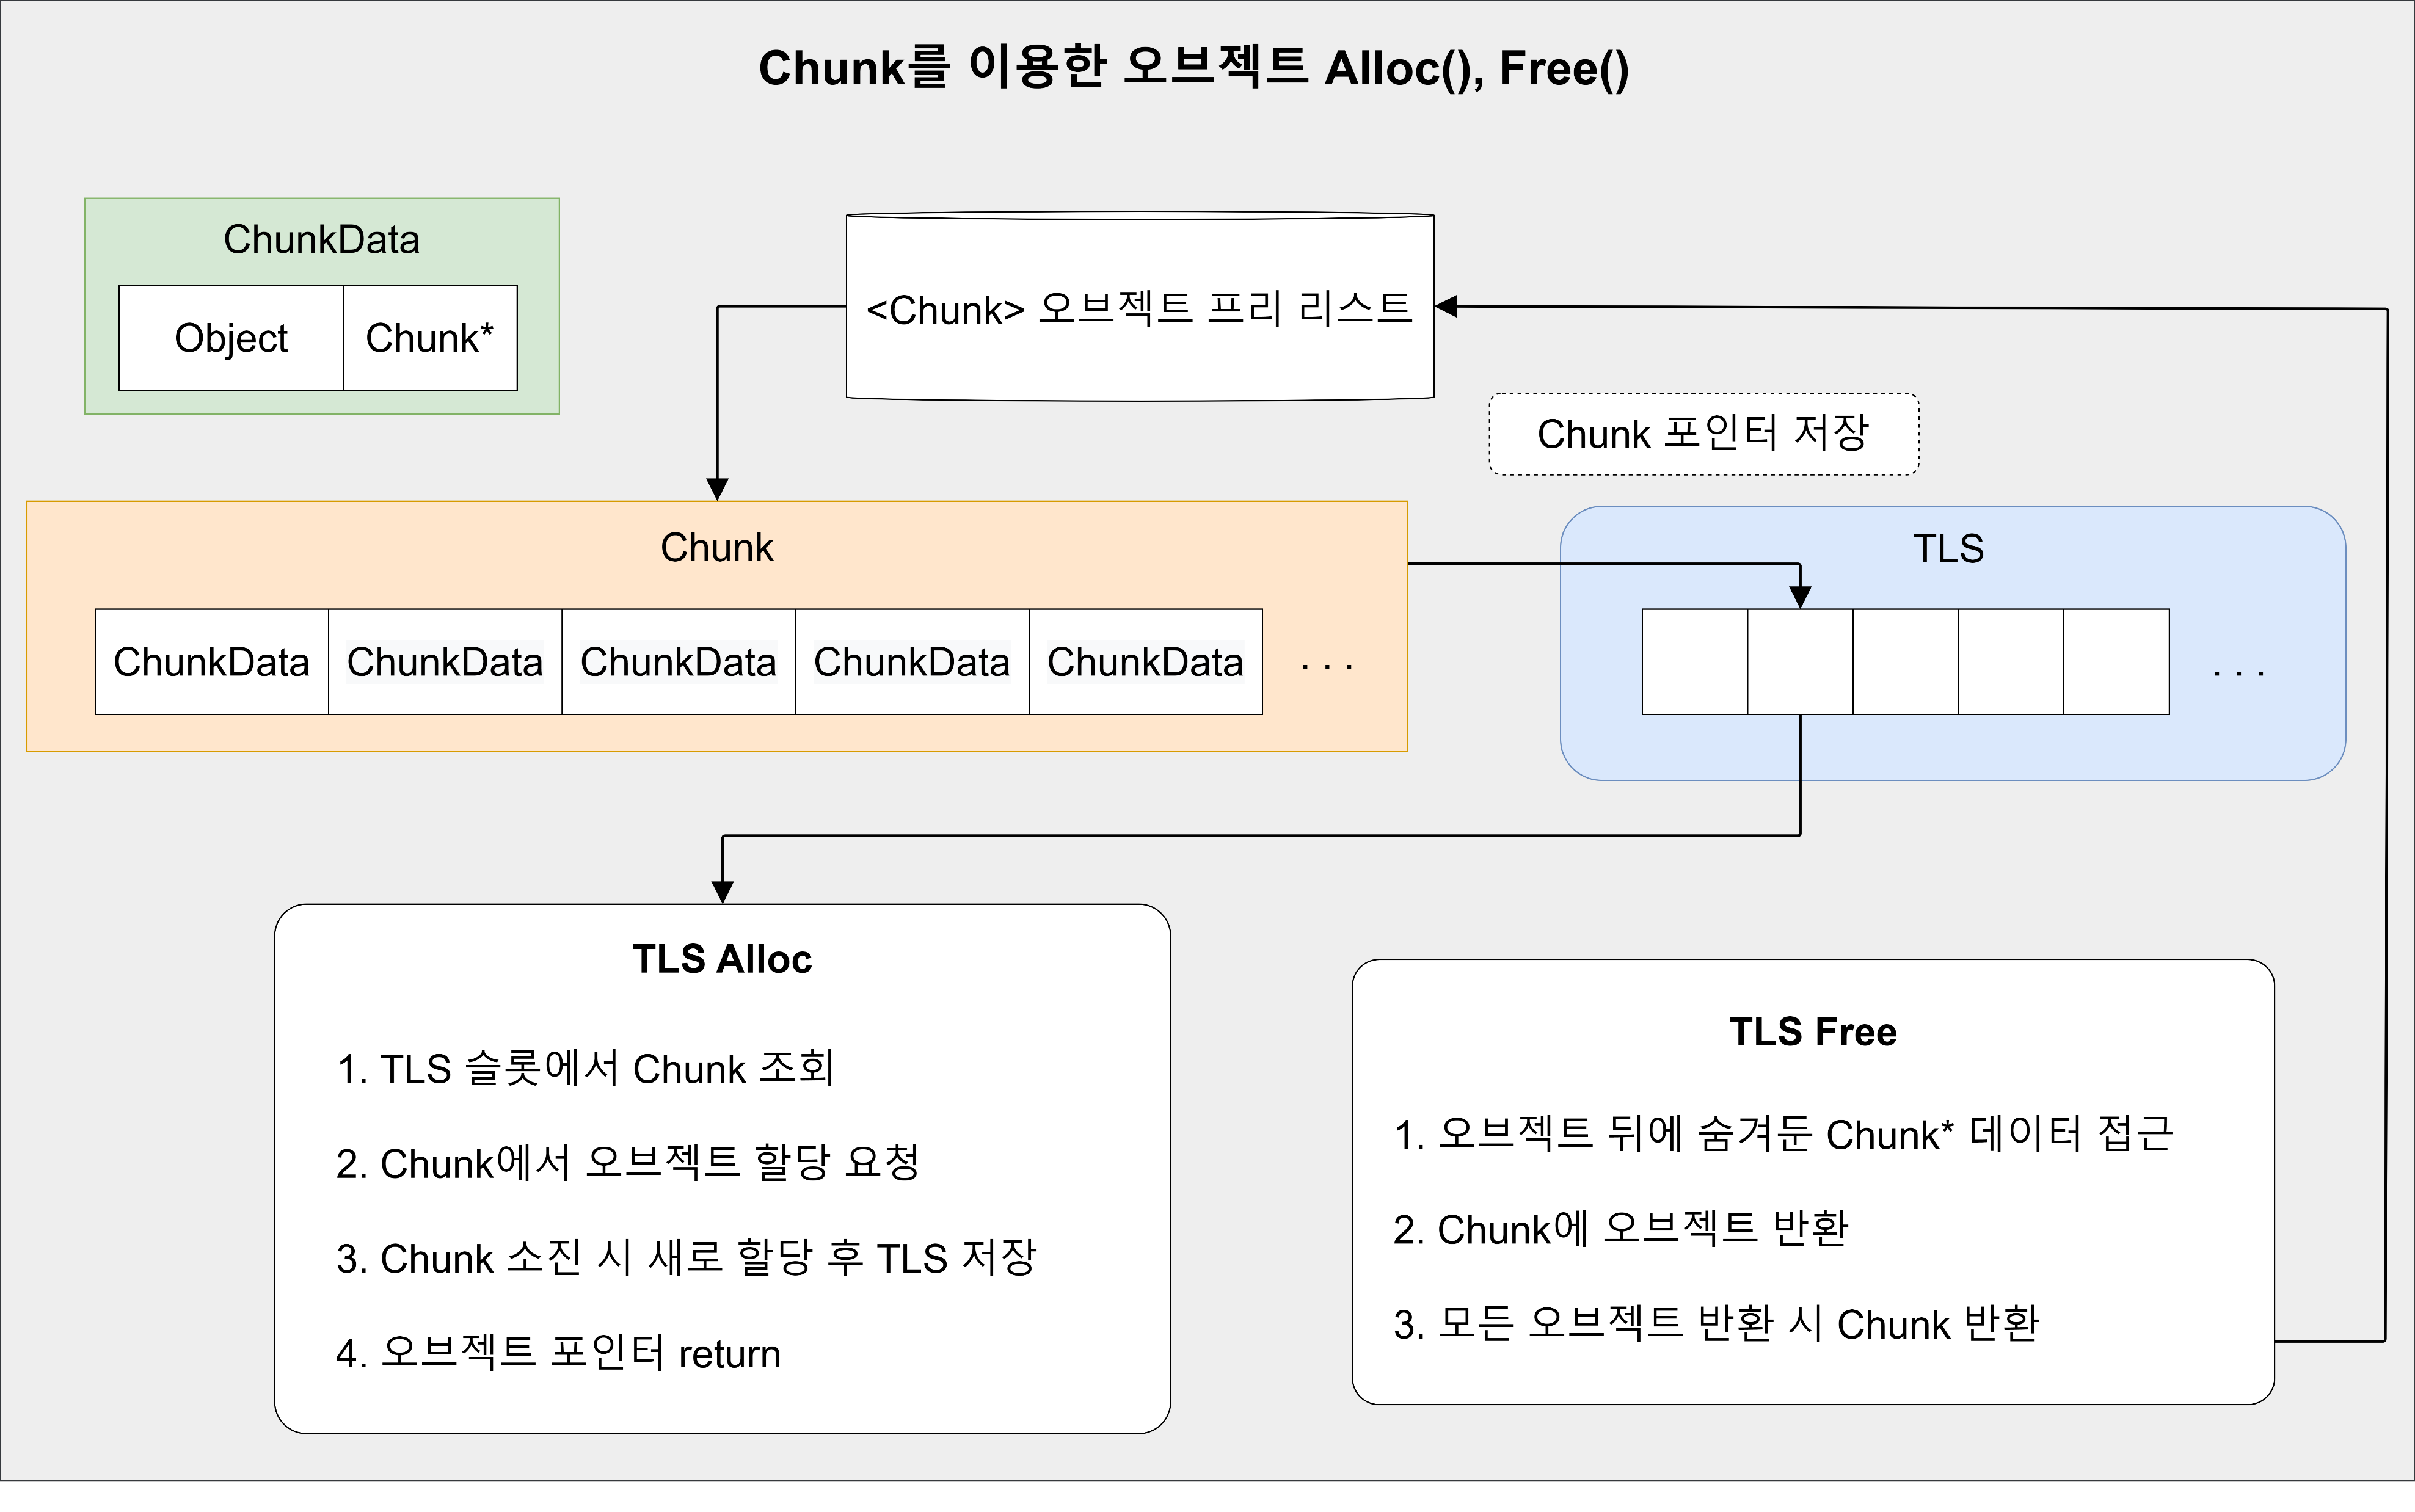 Chunk를 이용한 오브젝트 Alloc(), Free()
ChunkData
Object
Chunk*
<Chunk> 오브젝트 프리 리스트
Chunk 포인터 저장
Chunk
ChunkData
ChunkData
ChunkData
ChunkData
ChunkData
. . .
TLS
. . .
TLS Alloc
1. TLS 슬롯에서 Chunk 조회
2. Chunk에서 오브젝트 할당 요청
3. Chunk 소진 시 새로 할당 후 TLS 저장
4. 오브젝트 포인터 return
TLS Free
1. 오브젝트 뒤에 숨겨둔 Chunk* 데이터 접근
2. Chunk에 오브젝트 반환
3. 모든 오브젝트 반환 시 Chunk 반환